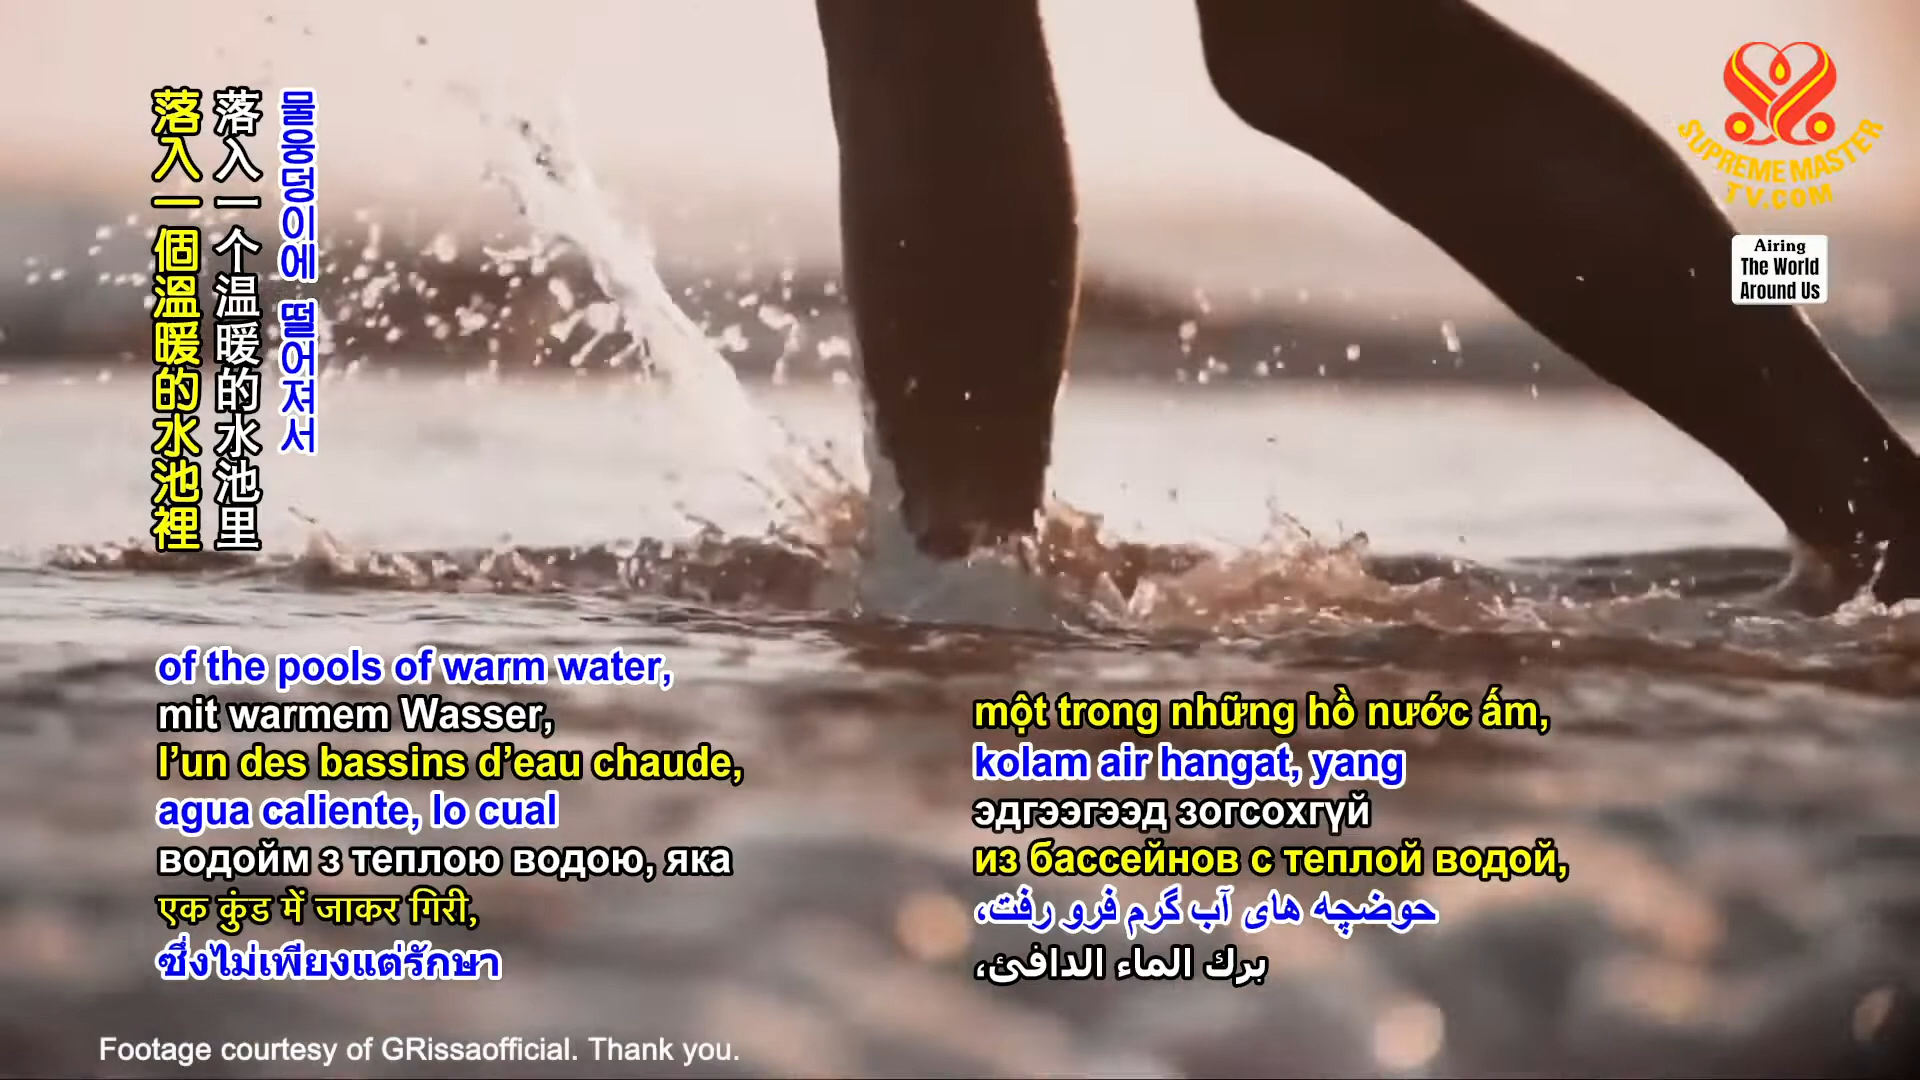 落入一個溫暖的水池裡
落入一个温暖的水池里
물웅덩이에 떨어져서
SUPREME MASTER
TV.COM
Airing
The World
Around Us
of the pools of warm water,
mit warmem Wasser,
l’un des bassins d’eau chaude,
agua caliente, lo cual
водойм з теплою водою, яка
एक कुंड में जाकर गिरी,
ซึ่งไม่เพียงแต่รักษา
một trong những hồ nước ấm,
kolam air hangat, yang
эдгээгээд зогсохгүй
из бассейнов с теплой водой,
حوضچه های آب گرم فرو رفت،
برك الماء الدافئ،
Footage courtesy of GRissaofficial. Thank you.